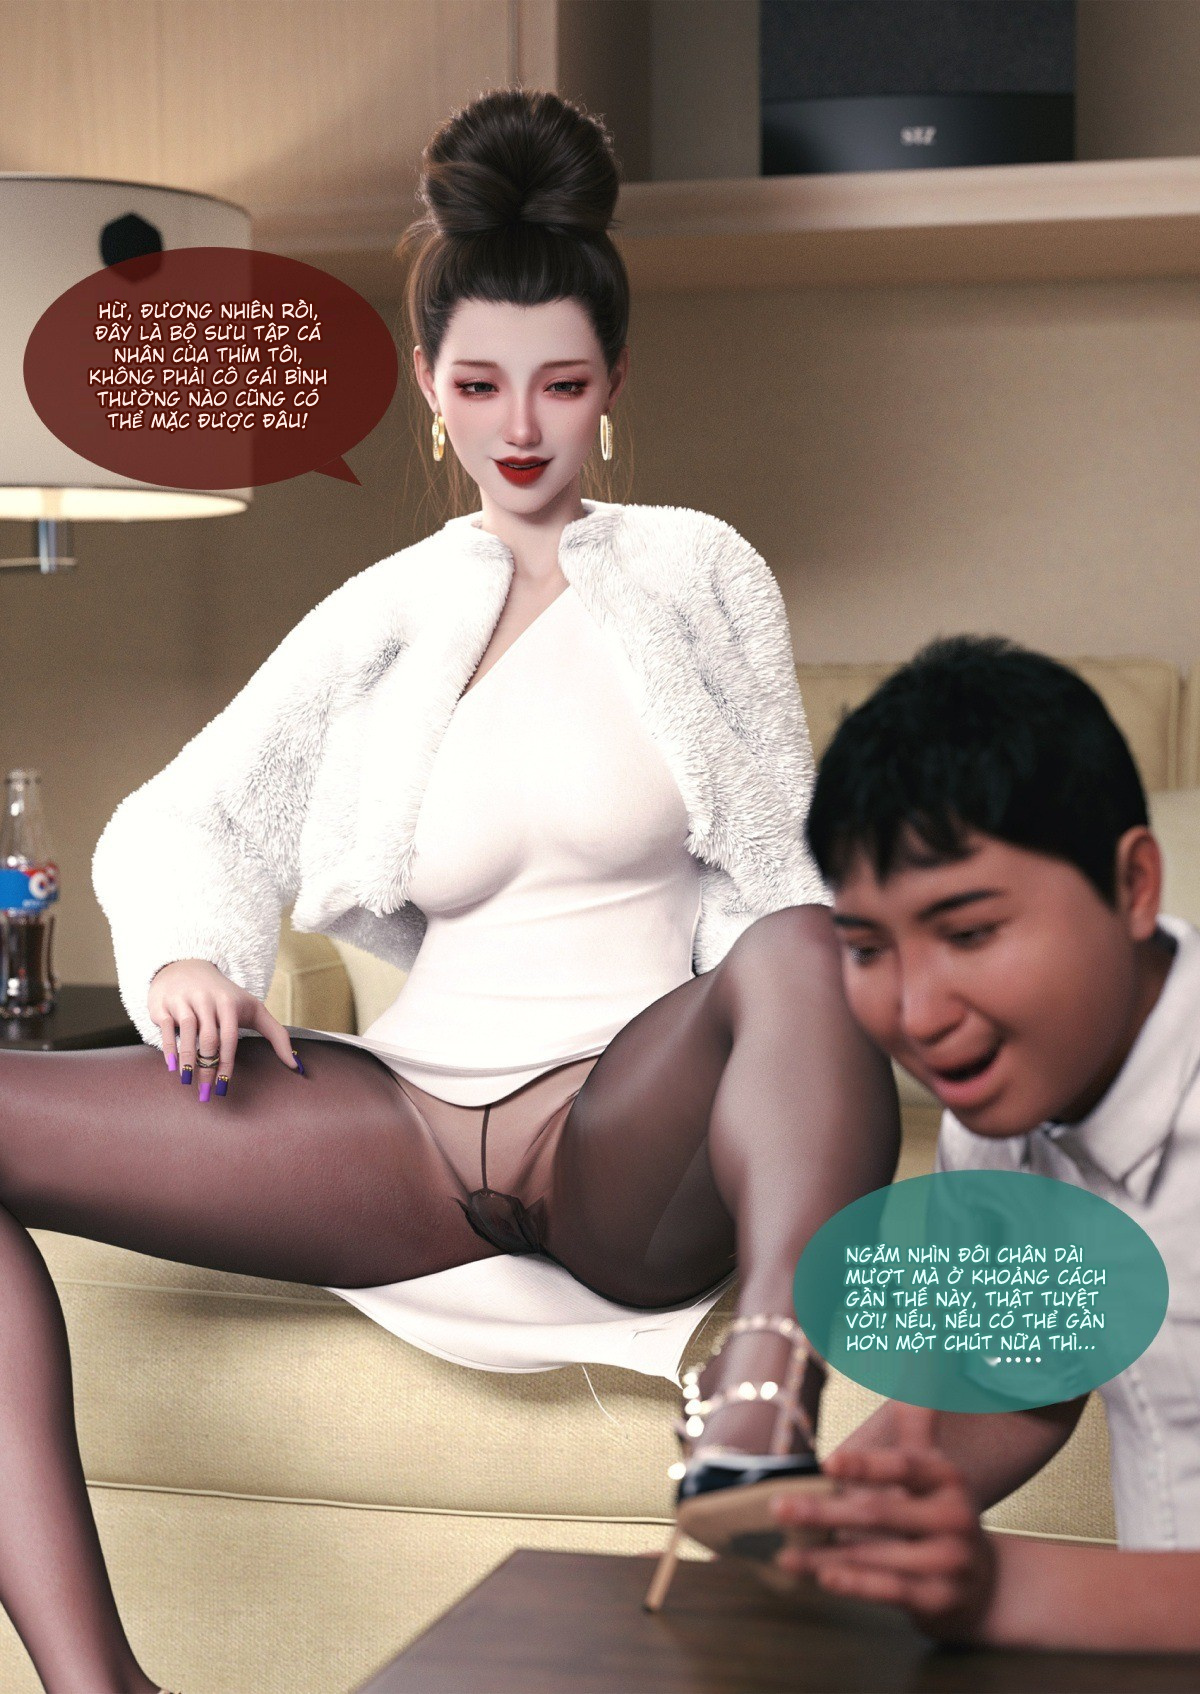 HỪ, ĐƯƠNG NHIÊN RỒI,
ĐÂY LÀ BỘ SƯU TẬP CÁ
NHÂN CỦA THÍM TÔI,
KHÔNG PHẢI CÔ GÁI BÌNH
THƯỜNG NÀO CŨNG CÓ
THỂ MẶC ĐƯỢC ĐÂU!
NGẮM NHÌN ĐÔI CHÂN DÀI
MƯỢT MÀ Ở KHOẢNG CÁCH
GẦN THẾ NÀY, THẬT TUYỆT
VỜI! NẾU, NẾU CÓ THỂ GẦN
HƠN MỘT CHÚT NỮA THÌ...
.....